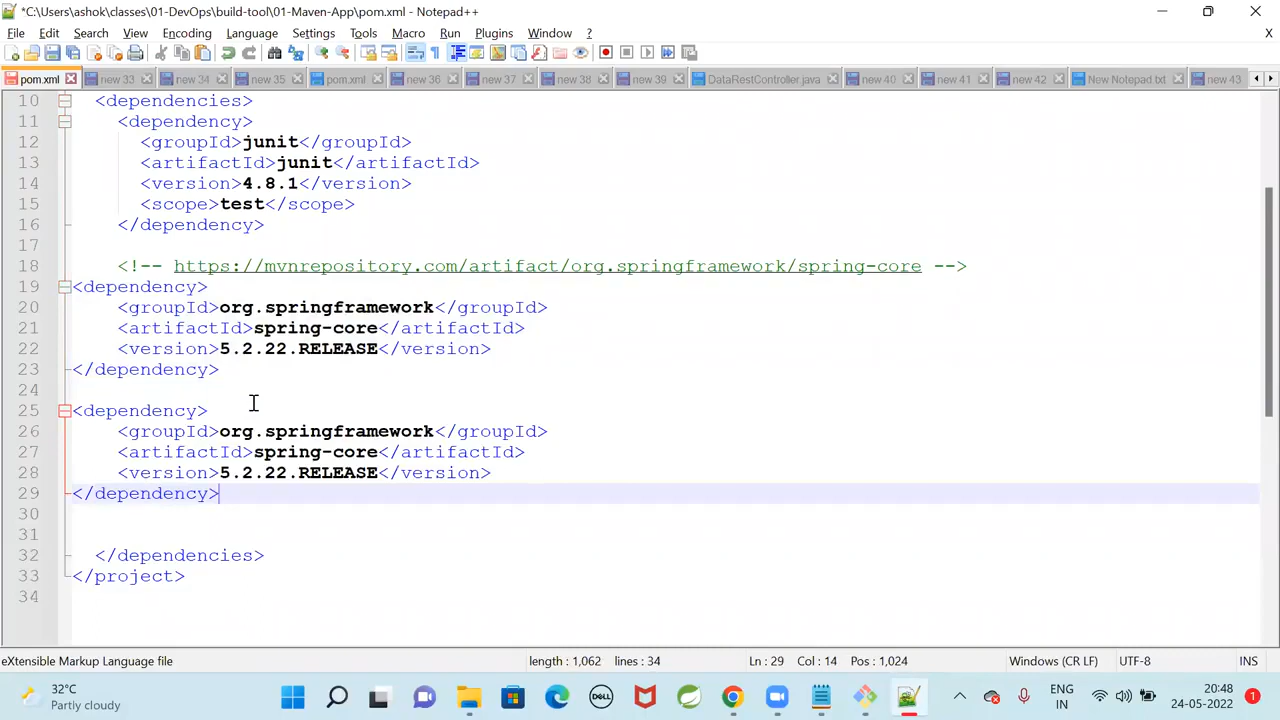 *C:\Users\ashok\classes\01-DevOps\build-tool\01-Maven-App\pom.xml - Notepad++
File Edit Search View Encoding Language Settings Tools Macro Run Plugins Window ? X
pom.xml new 33 new 34 new 35 pom.xml new 36 new 37 new 38 new 39 DataRestController.java new 40 new 41 new 42 New Notepad.txt new 43
10 <dependencies>
11 <dependency>
12 <groupId>junit</groupId>
13 <artifactId>junit</artifactId>
14 <version>4.8.1</version>
15 <scope>test</scope>
16 </dependency>
17
18 <!-- https://mvnrepository.com/artifact/org.springframework/spring-core -->
19 <dependency>
20 <groupId>org.springframework</groupId>
21 <artifactId>spring-core</artifactId>
22 <version>5.2.22.RELEASE</version>
23 </dependency>
24
25 <dependency>
26 <groupId>org.springframework</groupId>
27 <artifactId>spring-core</artifactId>
28 <version>5.2.22.RELEASE</version>
29 </dependency>
30
31
32 </dependencies>
33 </project>
34
eXtensible Markup Language file length : 1,062 lines : 34 Ln : 29 Col : 14 Pos : 1,024 Windows (CR LF) UTF-8 INS
32°C
Partly cloudy
DELL
ENG
IN
20:48
24-05-2022
1